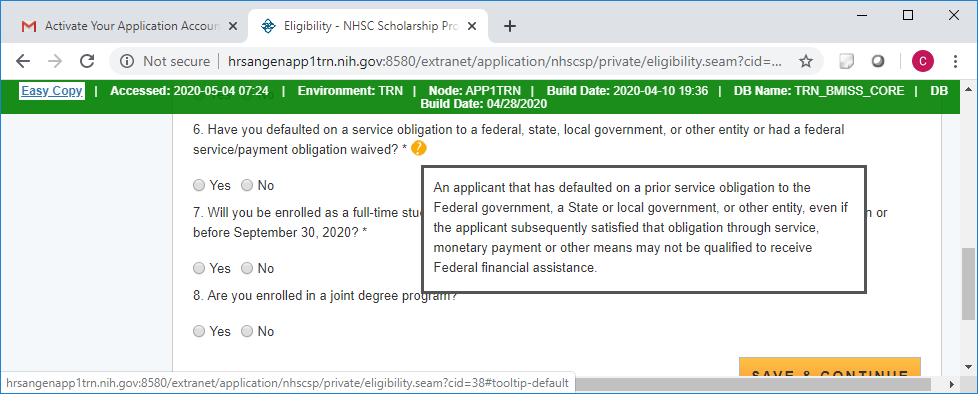 Activate Your Application Accoun
Eligibility - NHSC Scholarship Pro
Not secure | hrsangenapp1trn.nih.gov:8580/extranet/application/nhscsp/private/eligibility.seam?cid=...
C
Easy Copy | Accessed: 2020-05-04 07:24 | Environment: TRN | Node: APP1TRN | Build Date: 2020-04-10 19:36 | DB Name: TRN_BMISS_CORE | DB
Build Date: 04/28/2020
6. Have you defaulted on a service obligation to a federal, state, local government, or other entity or had a federal
service/payment obligation waived? * ?
Yes No
An applicant that has defaulted on a prior service obligation to the
Federal government, a State or local government, or other entity, even if
the applicant subsequently satisfied that obligation through service,
monetary payment or other means may not be qualified to receive
Federal financial assistance.
7. Will you be enrolled as a full-time stu n or
before September 30, 2020? *
Yes No
8. Are you enrolled in a joint degree program?
Yes No
SAVE & CONTINUE
hrsangenapp1trn.nih.gov:8580/extranet/application/nhscsp/private/eligibility.seam?cid=38#tooltip-default